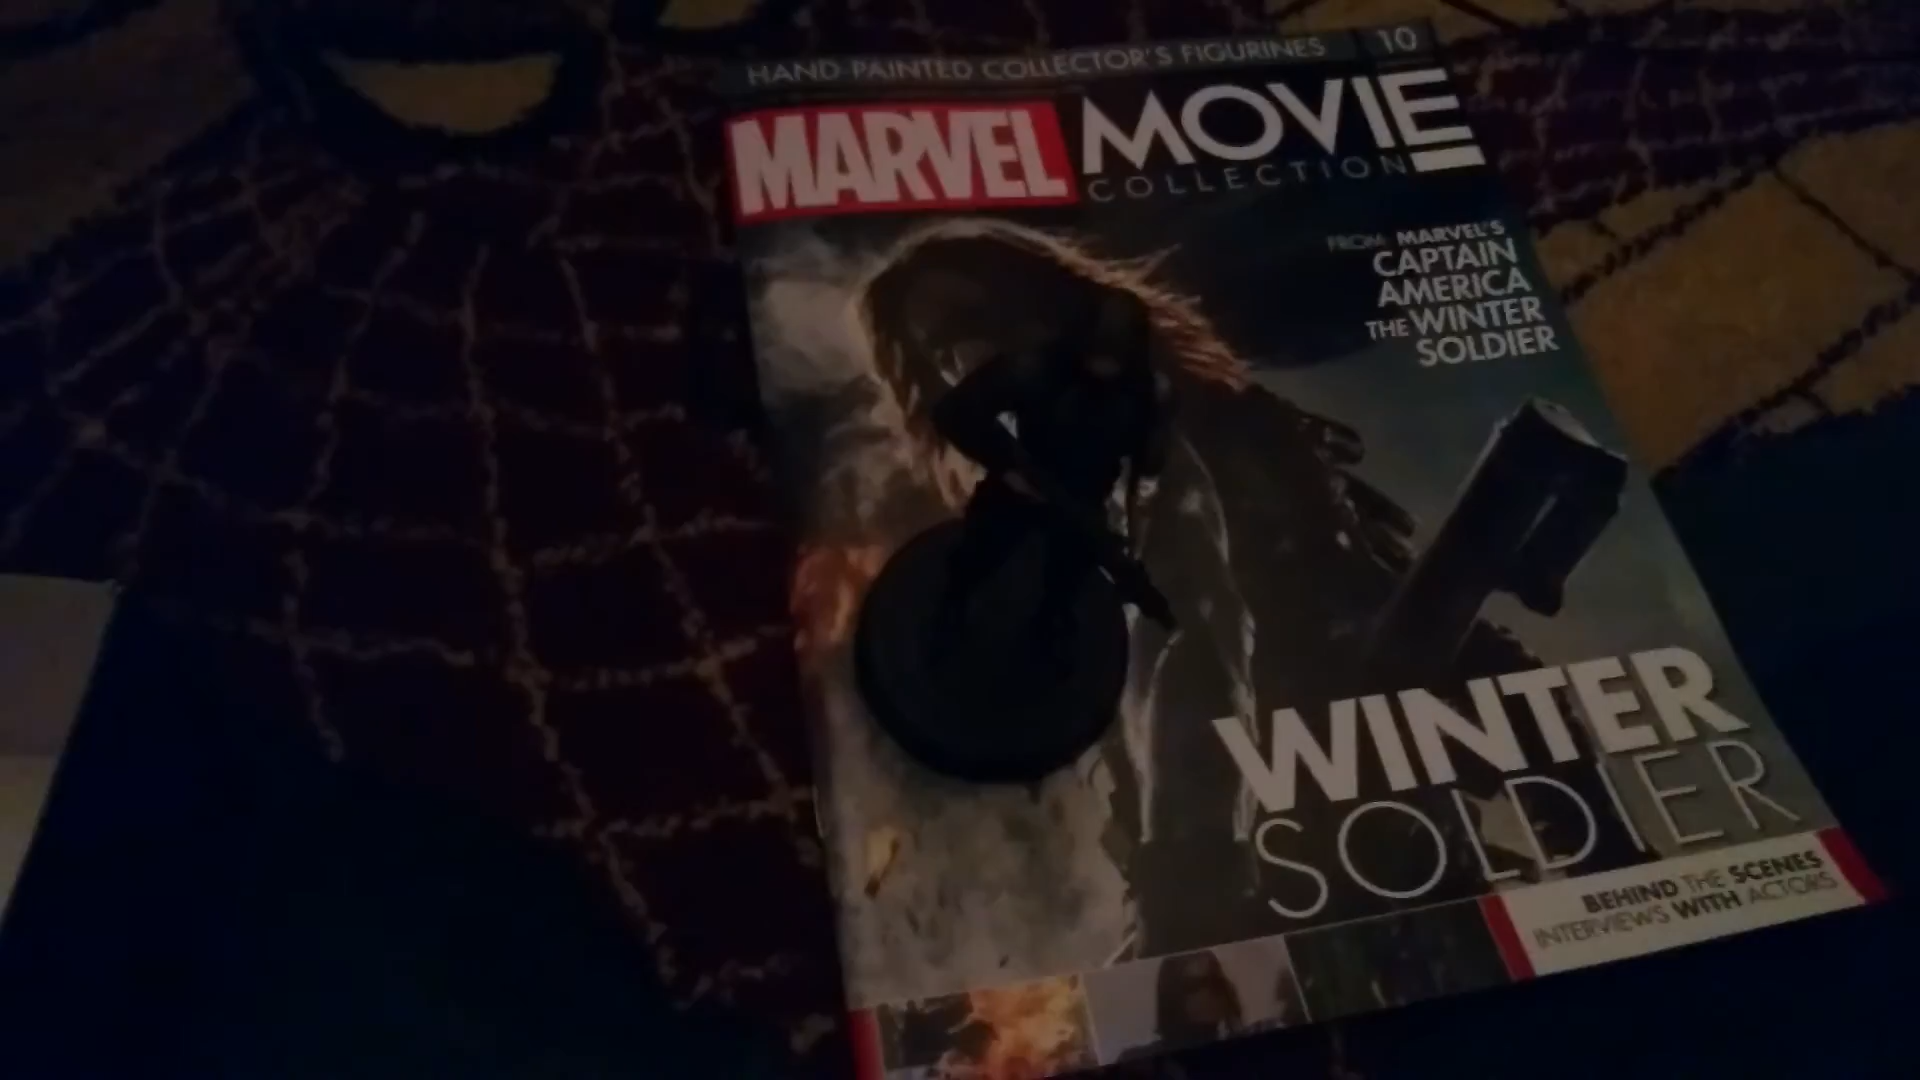 HAND PAINTED COLLECTOR'S FIGURINES 10
MARVEL MOVIE
COLLECTION
FROM MARVEL'S
CAPTAIN
AMERICA
THE WINTER
SOLDIER
WINTER
SOLDIER
BEHIND THE SCENES
INTERVIEWS WITH ACTORS